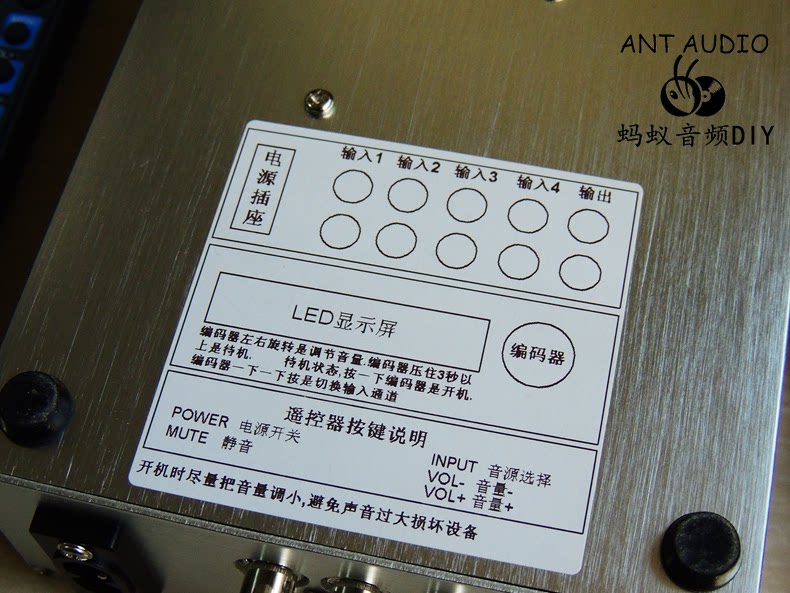 ANT AUDIO
蚂蚁音频DIY
电源插座
输入1 输入2 输入3 输入4 输出
LED显示屏
编码器
编码器左右旋转是调节音量.编码器压住3秒以
上是待机. 待机状态,按一下编码器是开机.
编码器一下一下按是切换输入通道
遥控器按键说明
POWER 电源开关
MUTE 静音
INPUT 音源选择
VOL- 音量-
VOL+ 音量+
开机时尽量把音量调小,避免声音过大损坏设备